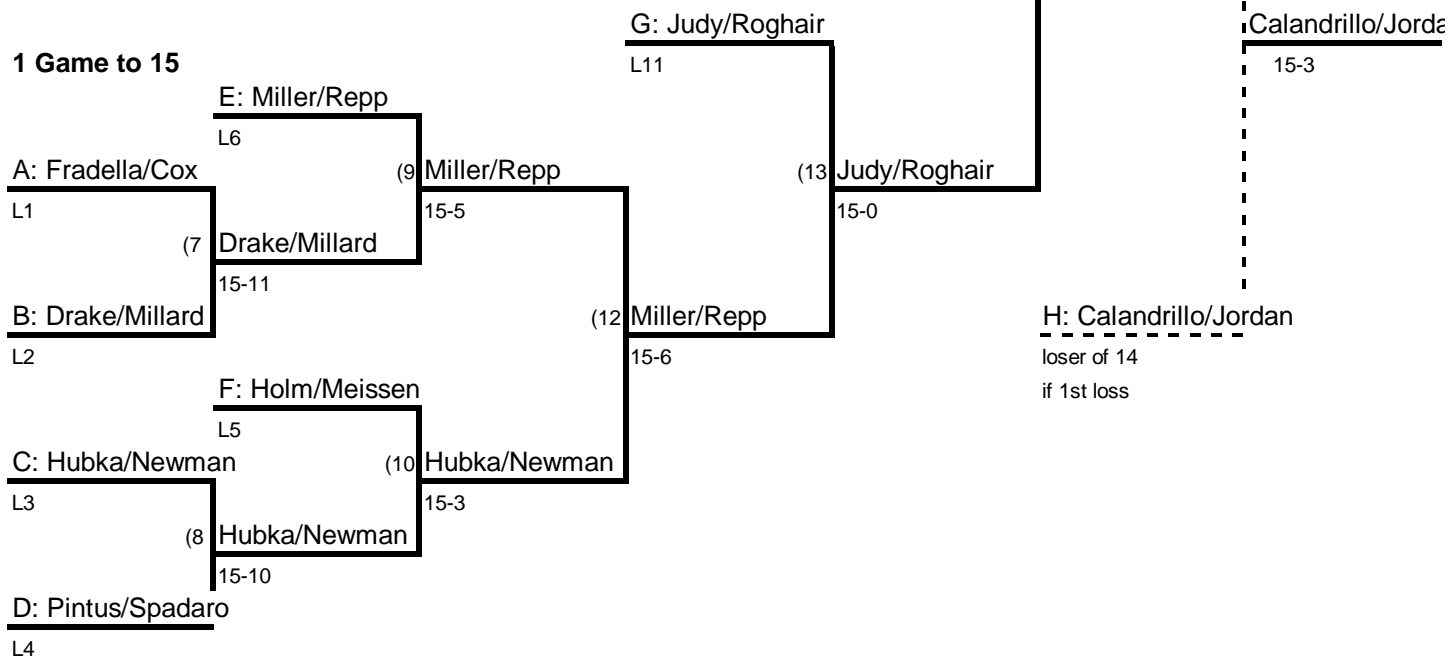 G: Judy/Roghair
Calandrillo/Jorda
1 Game to 15
L11
15-3
E: Miller/Repp
L6
A: Fradella/Cox
(9 Miller/Repp
(13 Judy/Roghair
L1
15-5
15-0
(7 Drake/Millard
15-11
B: Drake/Millard
(12 Miller/Repp
H: Calandrillo/Jordan
L2
15-6
loser of 14
F: Holm/Meissen
if 1st loss
L5
C: Hubka/Newman
(10 Hubka/Newman
L3
15-3
(8 Hubka/Newman
15-10
D: Pintus/Spadaro
L4